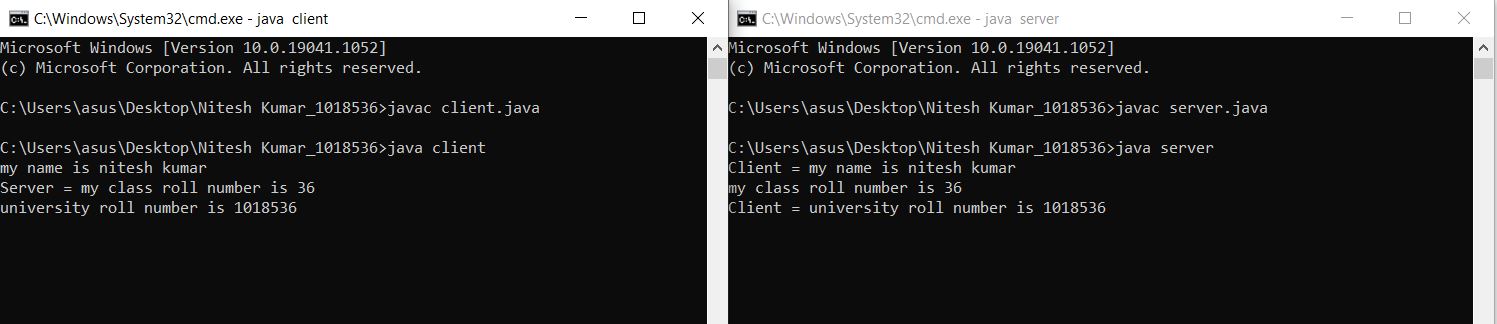 C:\Windows\System32\cmd.exe - java  client
Microsoft Windows [Version 10.0.19041.1052]
(c) Microsoft Corporation. All rights reserved.
C:\Users\asus\Desktop\Nitesh Kumar_1018536>javac client.java
C:\Users\asus\Desktop\Nitesh Kumar_1018536>java client
my name is nitesh kumar
Server = my class roll number is 36
university roll number is 1018536
C:\Windows\System32\cmd.exe - java  server
Microsoft Windows [Version 10.0.19041.1052]
(c) Microsoft Corporation. All rights reserved.
C:\Users\asus\Desktop\Nitesh Kumar_1018536>javac server.java
C:\Users\asus\Desktop\Nitesh Kumar_1018536>java server
Client = my name is nitesh kumar
my class roll number is 36
Client = university roll number is 1018536